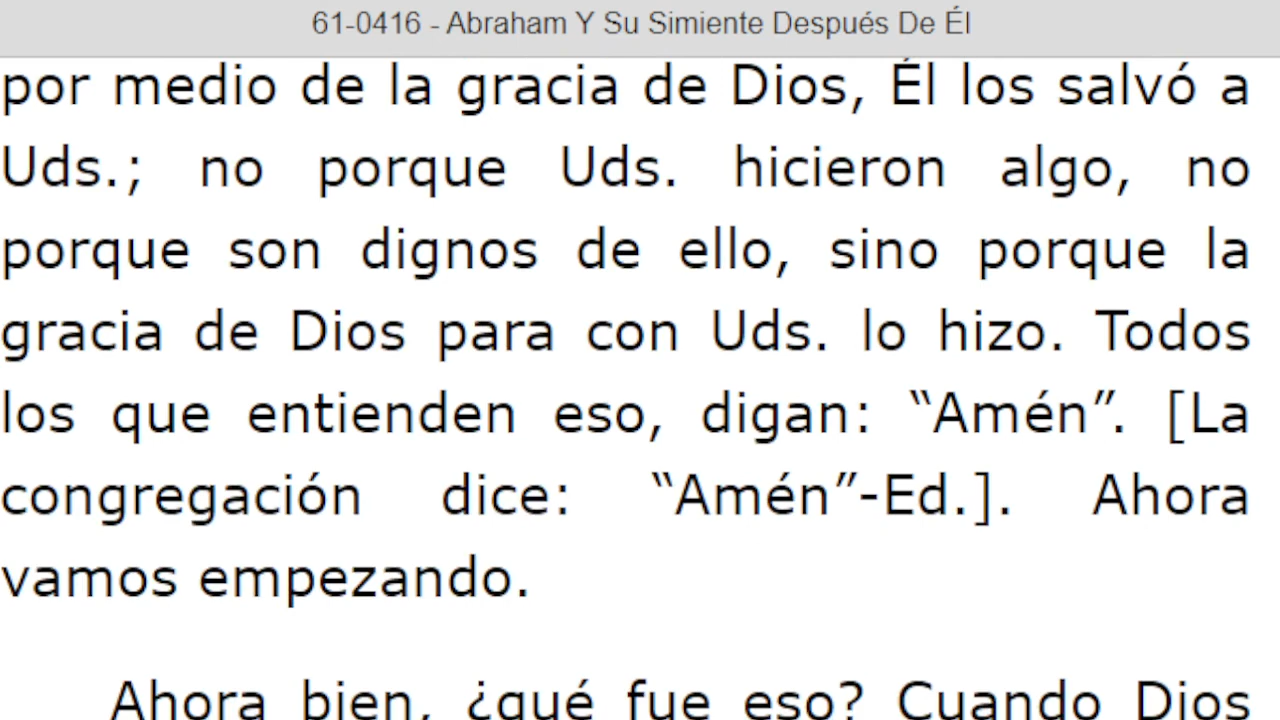 61-0416 - Abraham Y Su Simiente Después De Él
por medio de la gracia de Dios, Él los salvó a
Uds.; no porque Uds. hicieron algo, no
porque son dignos de ello, sino porque la
gracia de Dios para con Uds. lo hizo. Todos
los que entienden eso, digan: “Amén”. [La
congregación dice: “Amén”-Ed.]. Ahora
vamos empezando.
Ahora bien, ¿qué fue eso? Cuando Dios